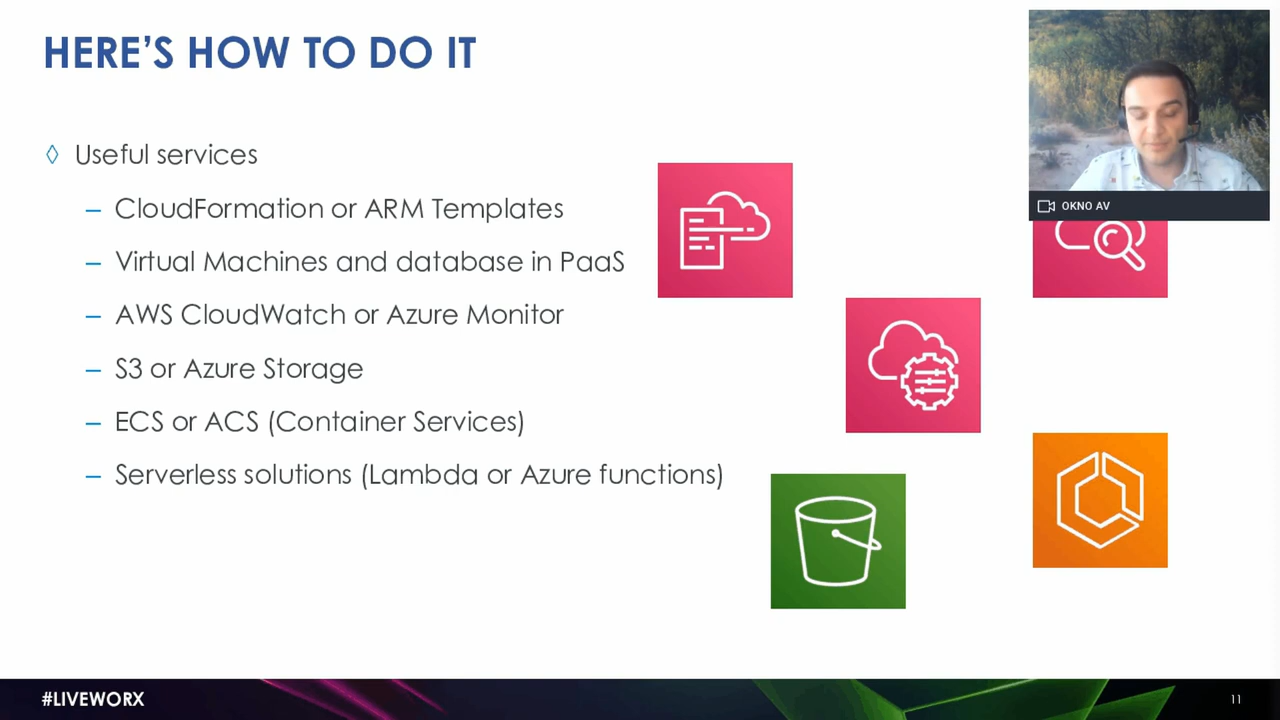 HERE'S HOW TO DO IT
◊ Useful services
– CloudFormation or ARM Templates
– Virtual Machines and database in PaaS
– AWS CloudWatch or Azure Monitor
– S3 or Azure Storage
– ECS or ACS (Container Services)
– Serverless solutions (Lambda or Azure functions)
OKNO AV
#LIVEWORX
11